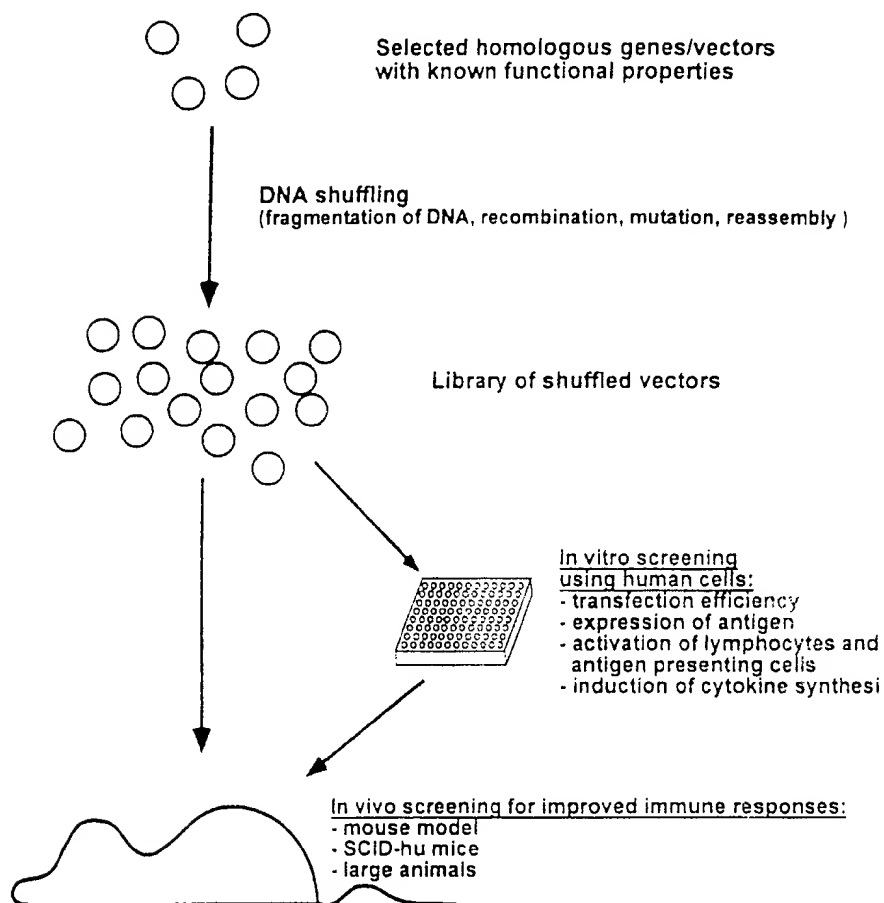 Selected homologous genes/vectors
with known functional properties
DNA shuffling
(fragmentation of DNA, recombination, mutation, reassembly )
Library of shuffled vectors
In vitro screening
using human cells:
- transfection efficiency
- expression of antigen
- activation of lymphocytes and
antigen presenting cells
- induction of cytokine synthesi
In vivo screening for improved immune responses:
- mouse model
- SCID-hu mice
- large animals